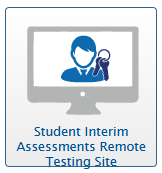 Student Interim
Assessments Remote
Testing Site